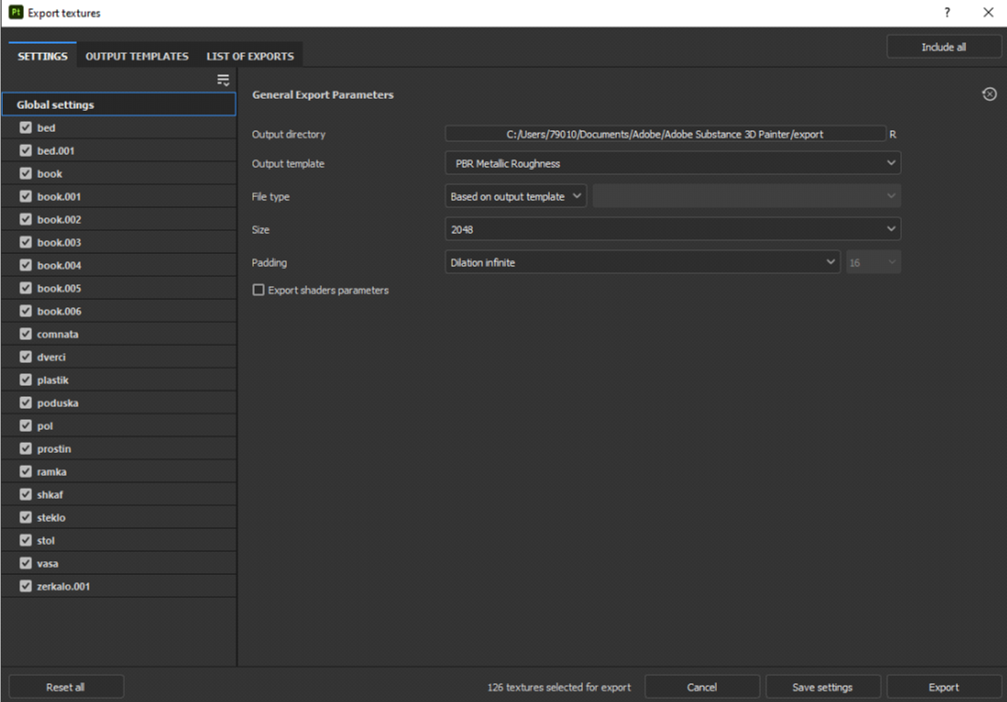 Pt Export textures ? ×
SETTINGS OUTPUT TEMPLATES LIST OF EXPORTS Include all
Global settings
bed
bed.001
book
book.001
book.002
book.003
book.004
book.005
book.006
comnata
dverci
plastik
poduska
pol
prostin
ramka
shkaf
steklo
stol
vasa
zerkalo.001
General Export Parameters
Output directory C:/Users/79010/Documents/Adobe/Adobe Substance 3D Painter/export R
Output template PBR Metallic Roughness
File type Based on output template
Size 2048
Padding Dilation infinite 16
Export shaders parameters
Reset all 126 textures selected for export Cancel Save settings Export